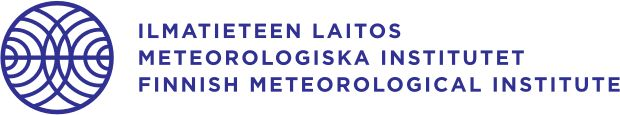 ILMATIETEEN LAITOS
METEOROLOGISKA INSTITUTET
FINNISH METEOROLOGICAL INSTITUTE